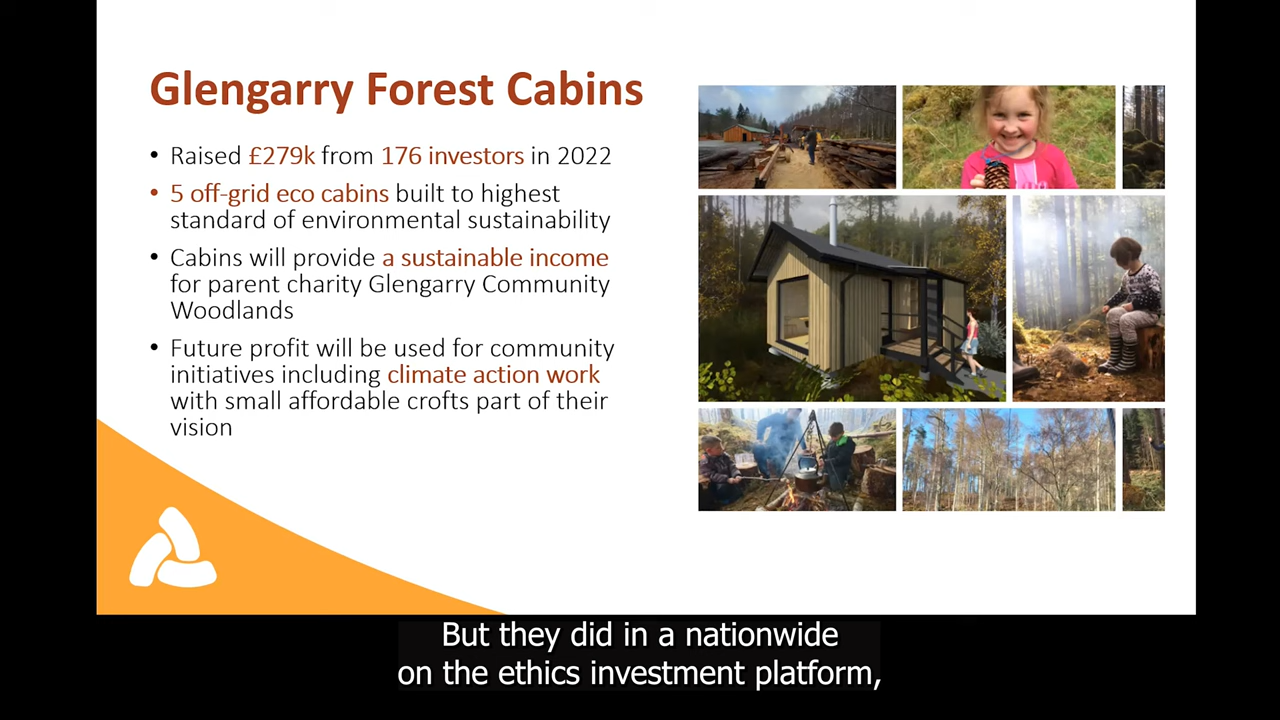 Glengarry Forest Cabins
• Raised £279k from 176 investors in 2022
• 5 off-grid eco cabins built to highest
standard of environmental sustainability
• Cabins will provide a sustainable income
for parent charity Glengarry Community
Woodlands
• Future profit will be used for community
initiatives including climate action work
with small affordable crofts part of their
vision
But they did in a nationwide
on the ethics investment platform,